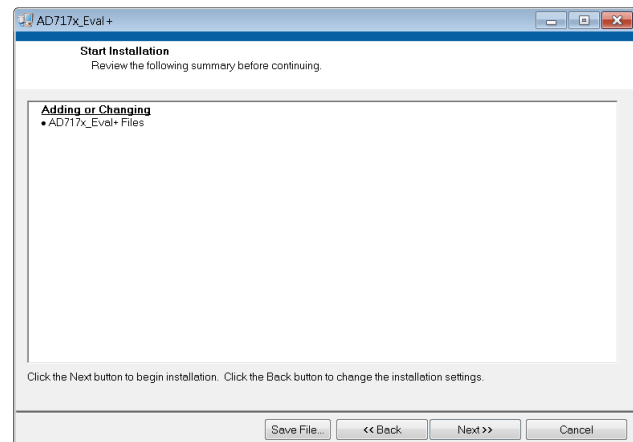 AD717x_Eval+
Start Installation
Review the following summary before continuing.
Adding or Changing
• AD717x_Eval+ Files
Click the Next button to begin installation. Click the Back button to change the installation settings.
Save File... << Back Next >> Cancel